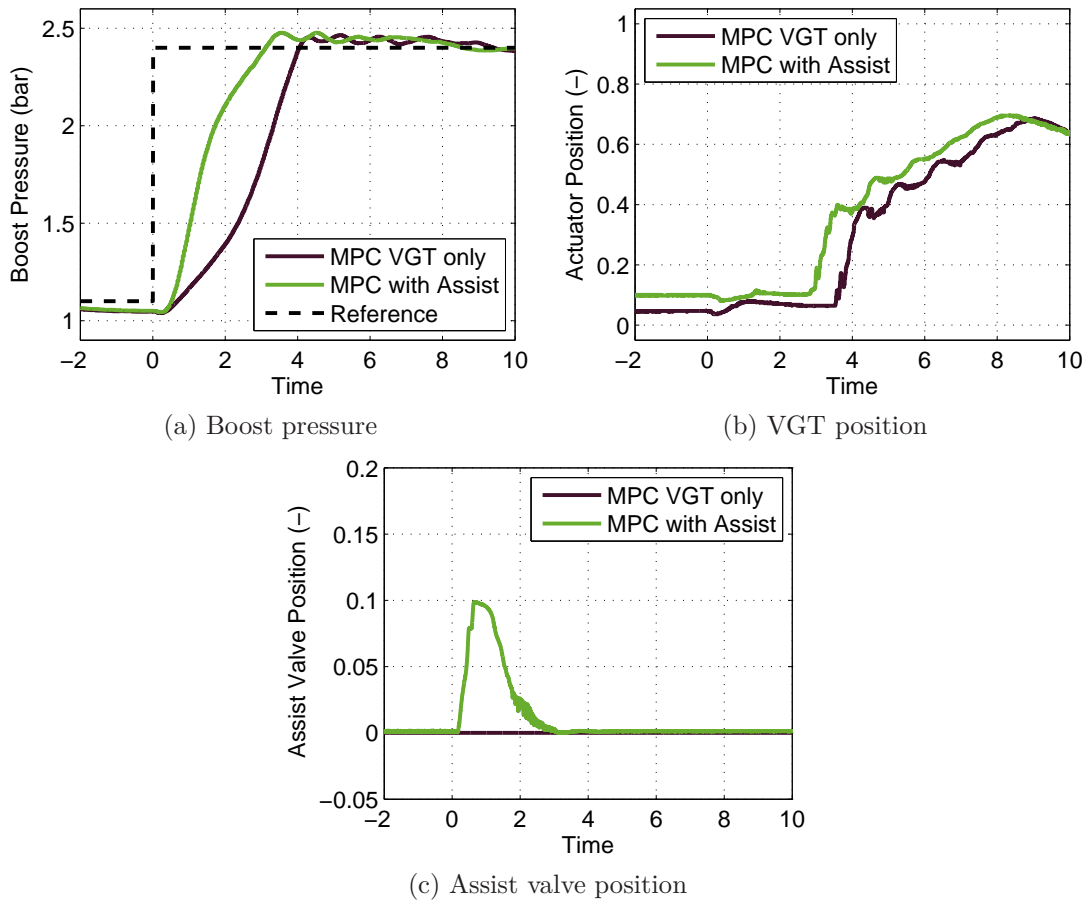 2.5
2
1.5
1
−2 0 2 4 6 8 10
Time
Boost Pressure (bar)
MPC VGT only
MPC with Assist
Reference
(a) Boost pressure
1
0.8
0.6
0.4
0.2
0
−2 0 2 4 6 8 10
Time
Actuator Position (−)
MPC VGT only
MPC with Assist
(b) VGT position
0.2
0.15
0.1
0.05
0
−0.05
−2 0 2 4 6 8 10
Time
Assist Valve Position (−)
MPC VGT only
MPC with Assist
(c) Assist valve position